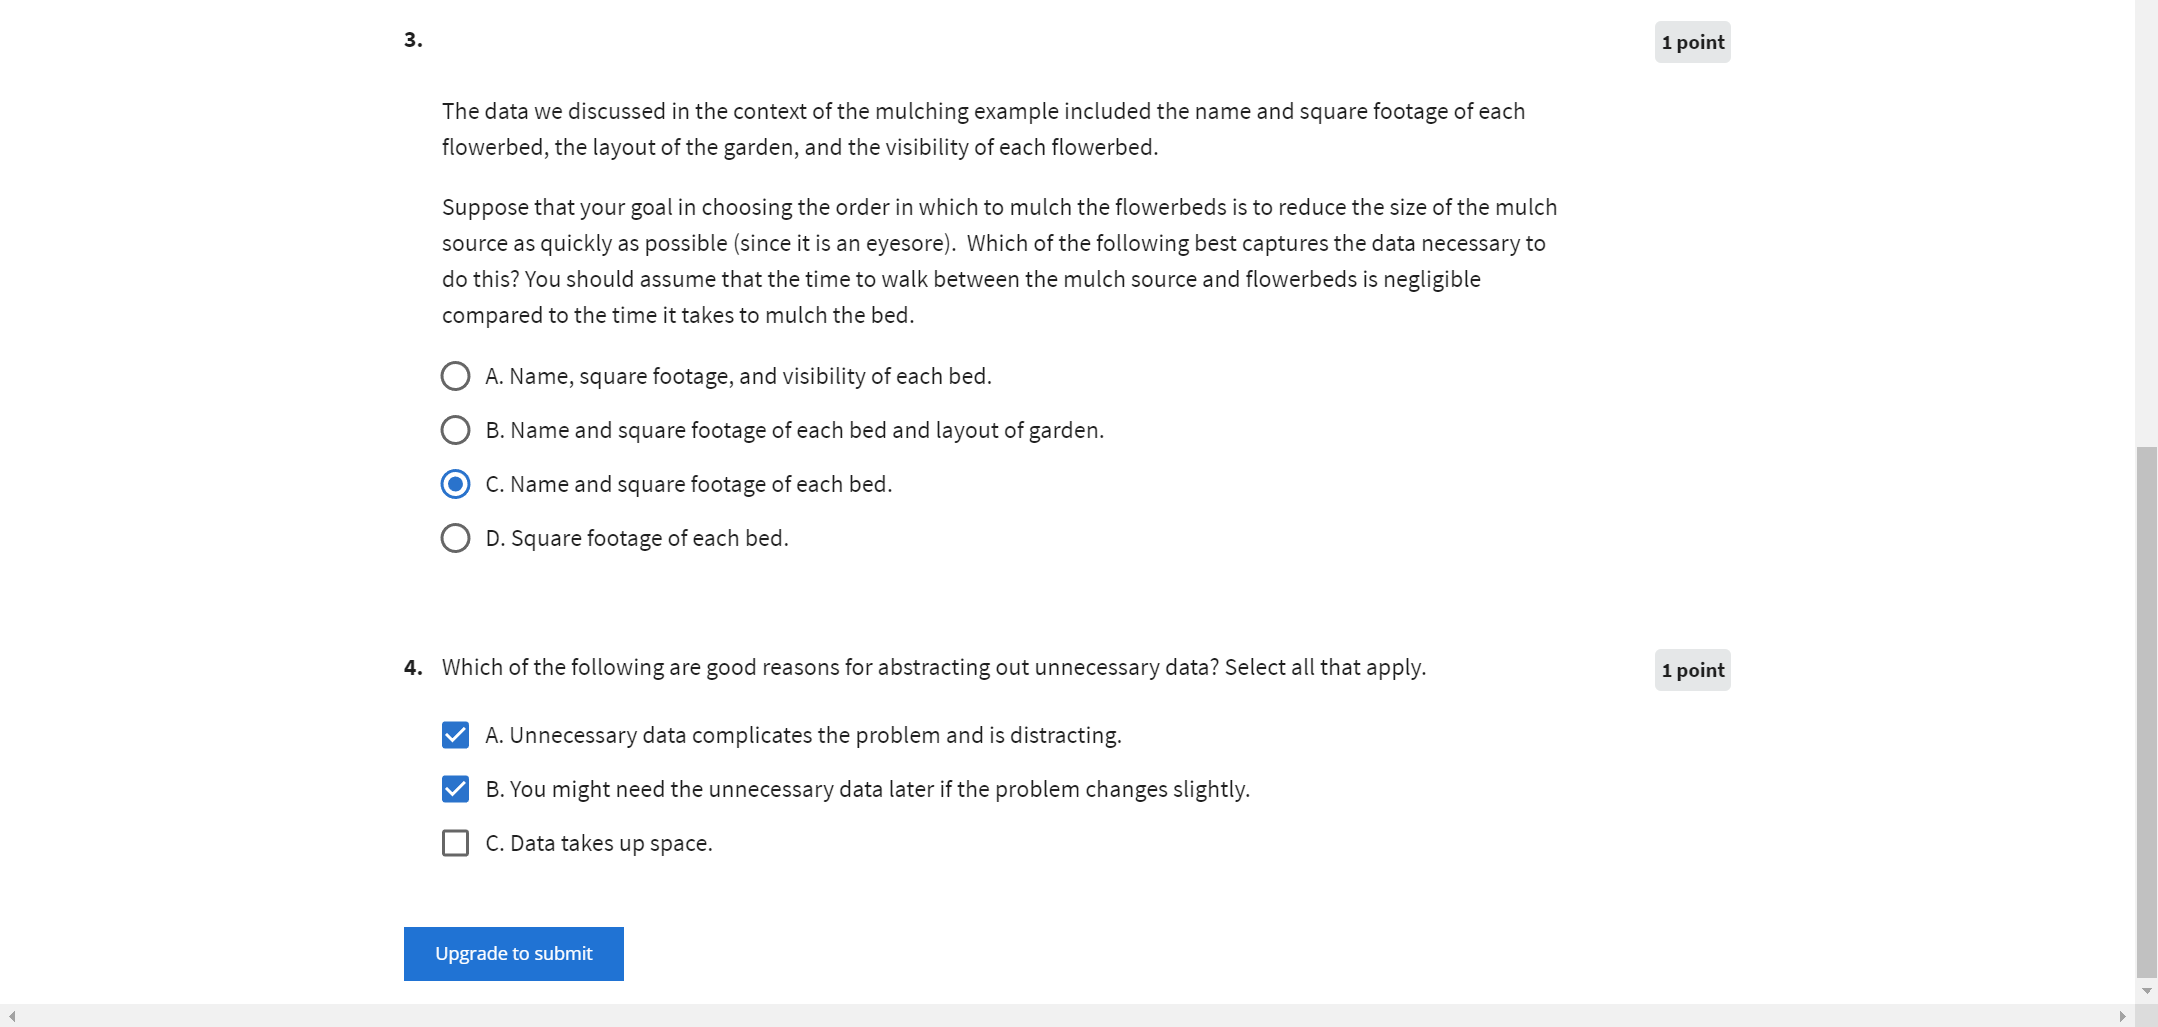 3.
1 point
The data we discussed in the context of the mulching example included the name and square footage of each
flowerbed, the layout of the garden, and the visibility of each flowerbed.
Suppose that your goal in choosing the order in which to mulch the flowerbeds is to reduce the size of the mulch
source as quickly as possible (since it is an eyesore).  Which of the following best captures the data necessary to
do this? You should assume that the time to walk between the mulch source and flowerbeds is negligible
compared to the time it takes to mulch the bed.
A. Name, square footage, and visibility of each bed.
B. Name and square footage of each bed and layout of garden.
C. Name and square footage of each bed.
D. Square footage of each bed.
4. Which of the following are good reasons for abstracting out unnecessary data? Select all that apply.
1 point
A. Unnecessary data complicates the problem and is distracting.
B. You might need the unnecessary data later if the problem changes slightly.
C. Data takes up space.
Upgrade to submit